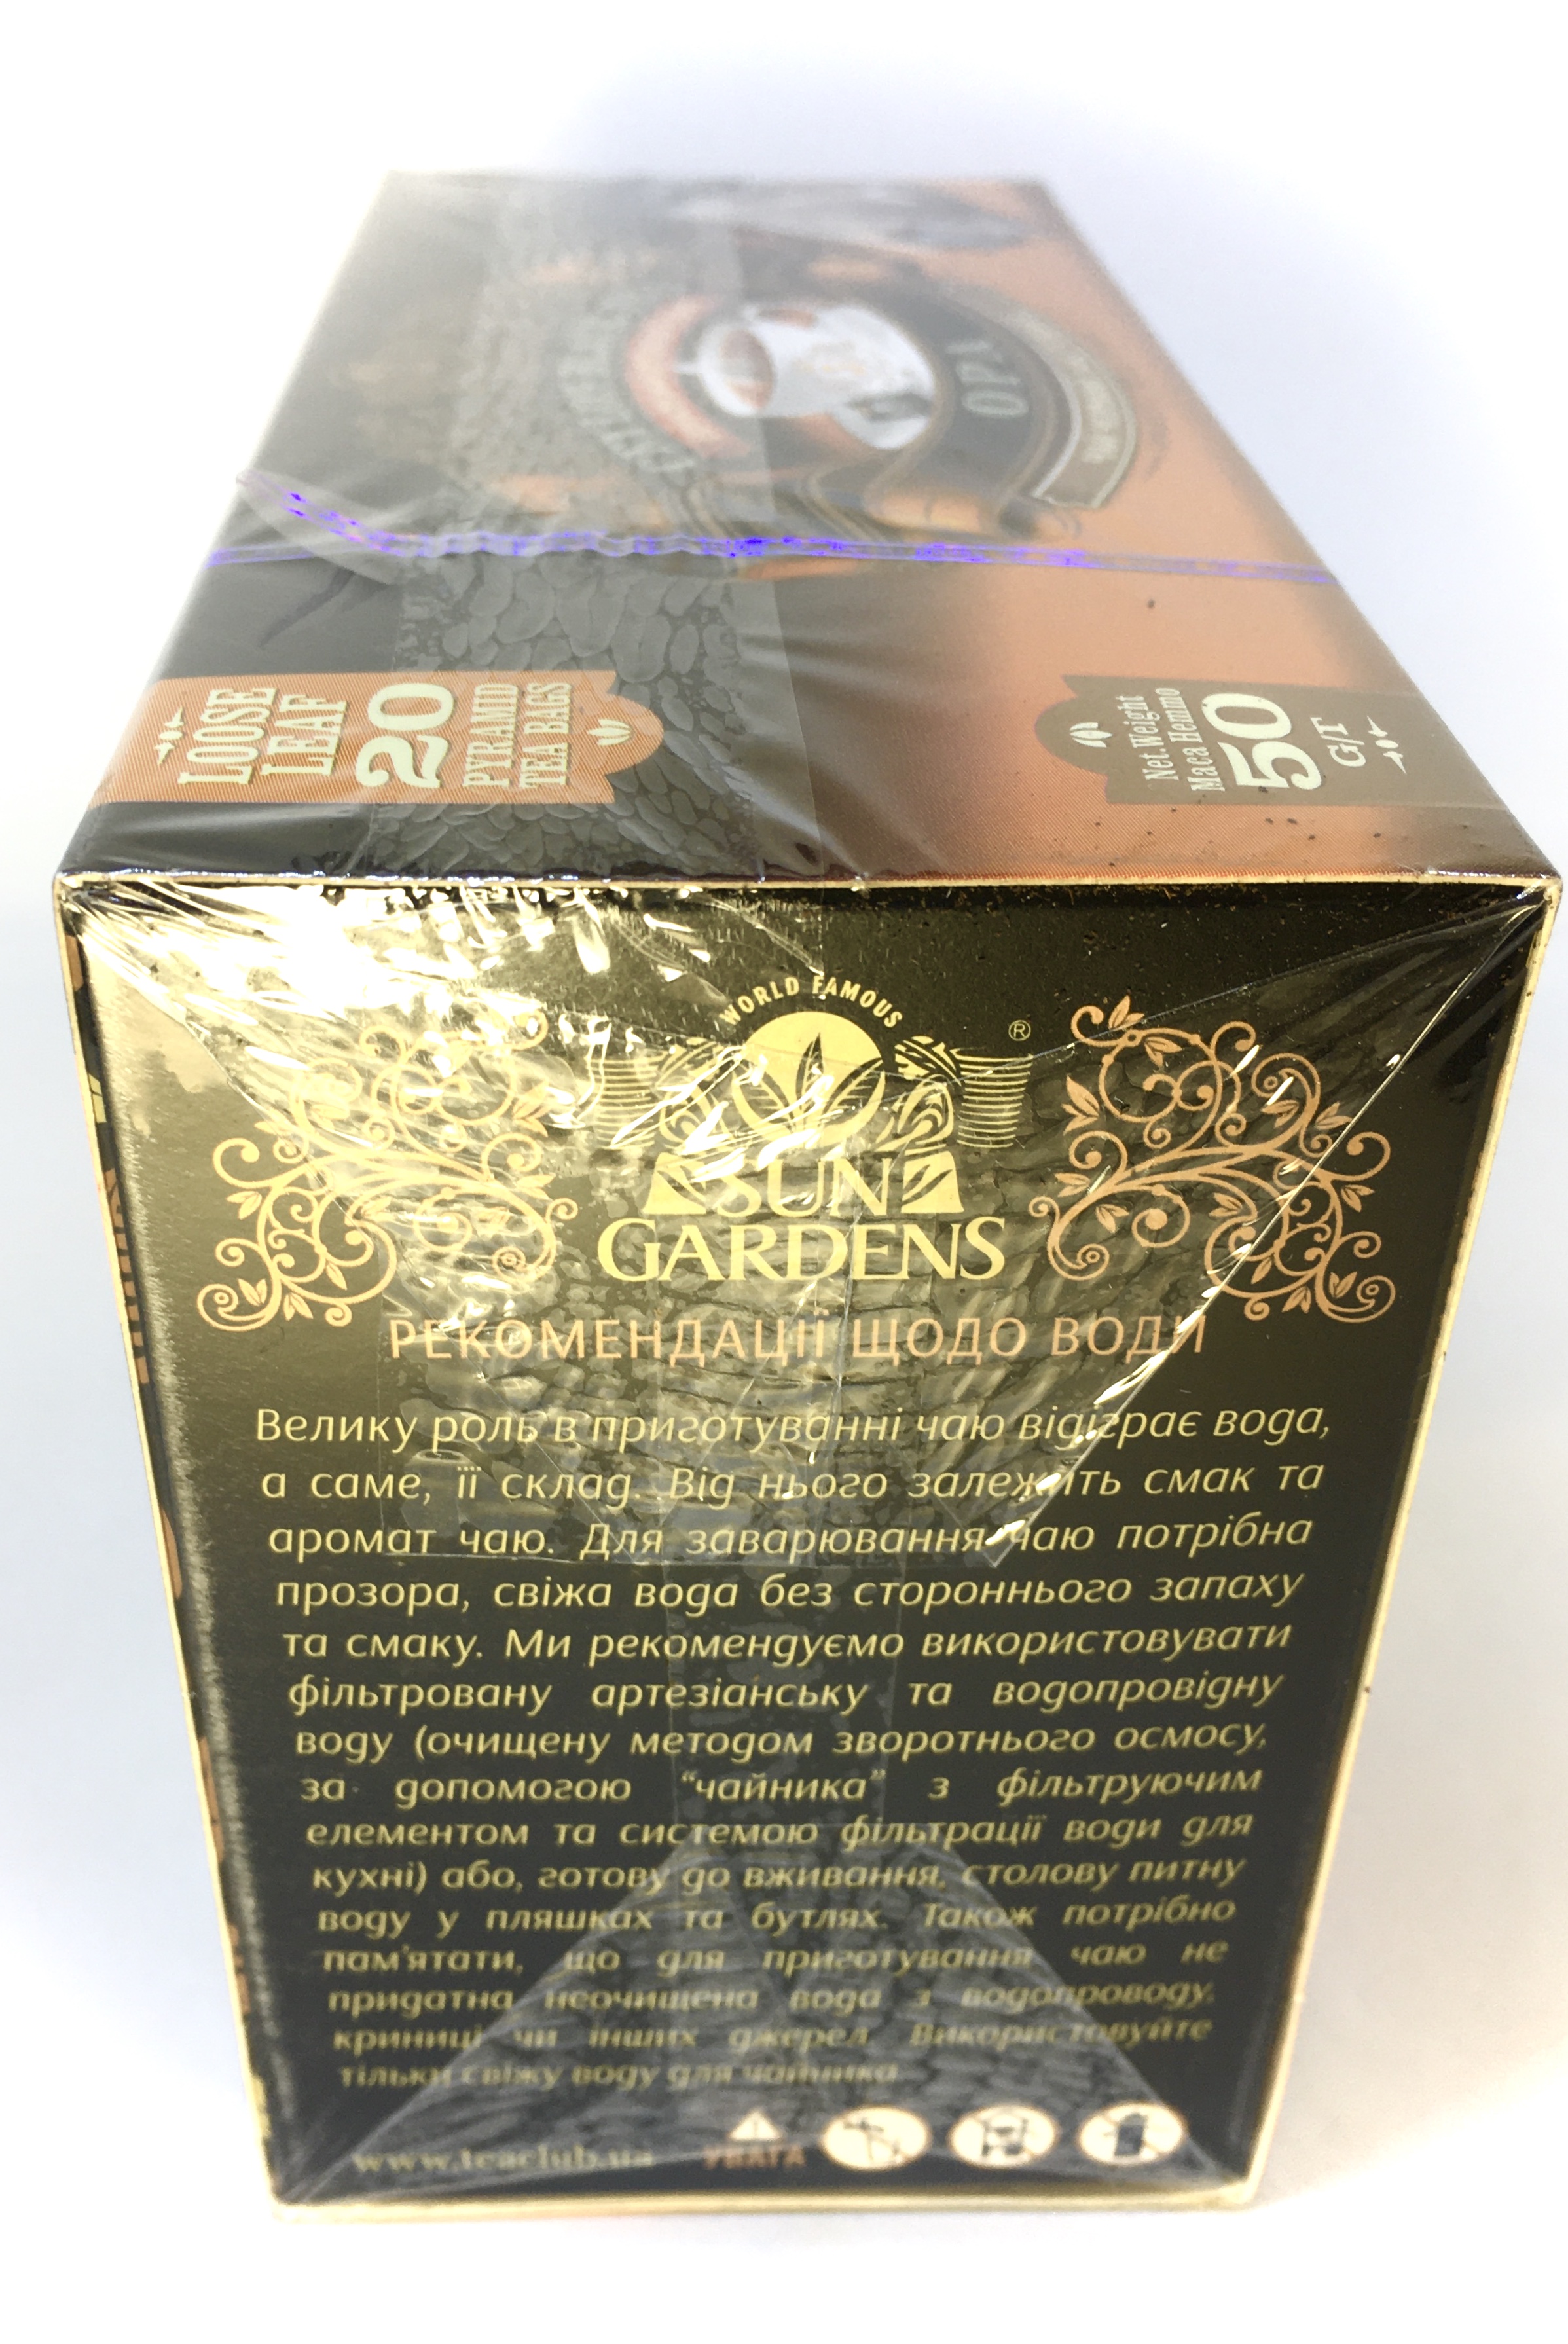 OPA
LOOSE
LEAF
20
PYRAMID
TEA BAGS
Net.Weight
Маса Нетто
50
G/Г
WORLD FAMOUS
®
SUN
GARDENS
РЕКОМЕНДАЦІЇ ЩОДО ВОДИ
Велику роль в приготуванні чаю відіграє вода,
а саме, її склад. Від нього залежить смак та
аромат чаю. Для заварювання чаю потрібна
прозора, свіжа вода без стороннього запаху
та смаку. Ми рекомендуємо використовувати
фільтровану артезіанську та водопровідну
воду (очищену методом зворотнього осмосу,
за допомогою “чайника” з фільтруючим
елементом та системою фільтрації води для
кухні) або, готову до вживання, столову питну
воду у пляшках та бутлях. Також потрібно
пам'ятати, що для приготування чаю не
придатна неочищена вода з водопроводу,
криниці чи інших джерел. Використовуйте
тільки свіжу воду для чайника.
www.teaclub.ua
УВАГА